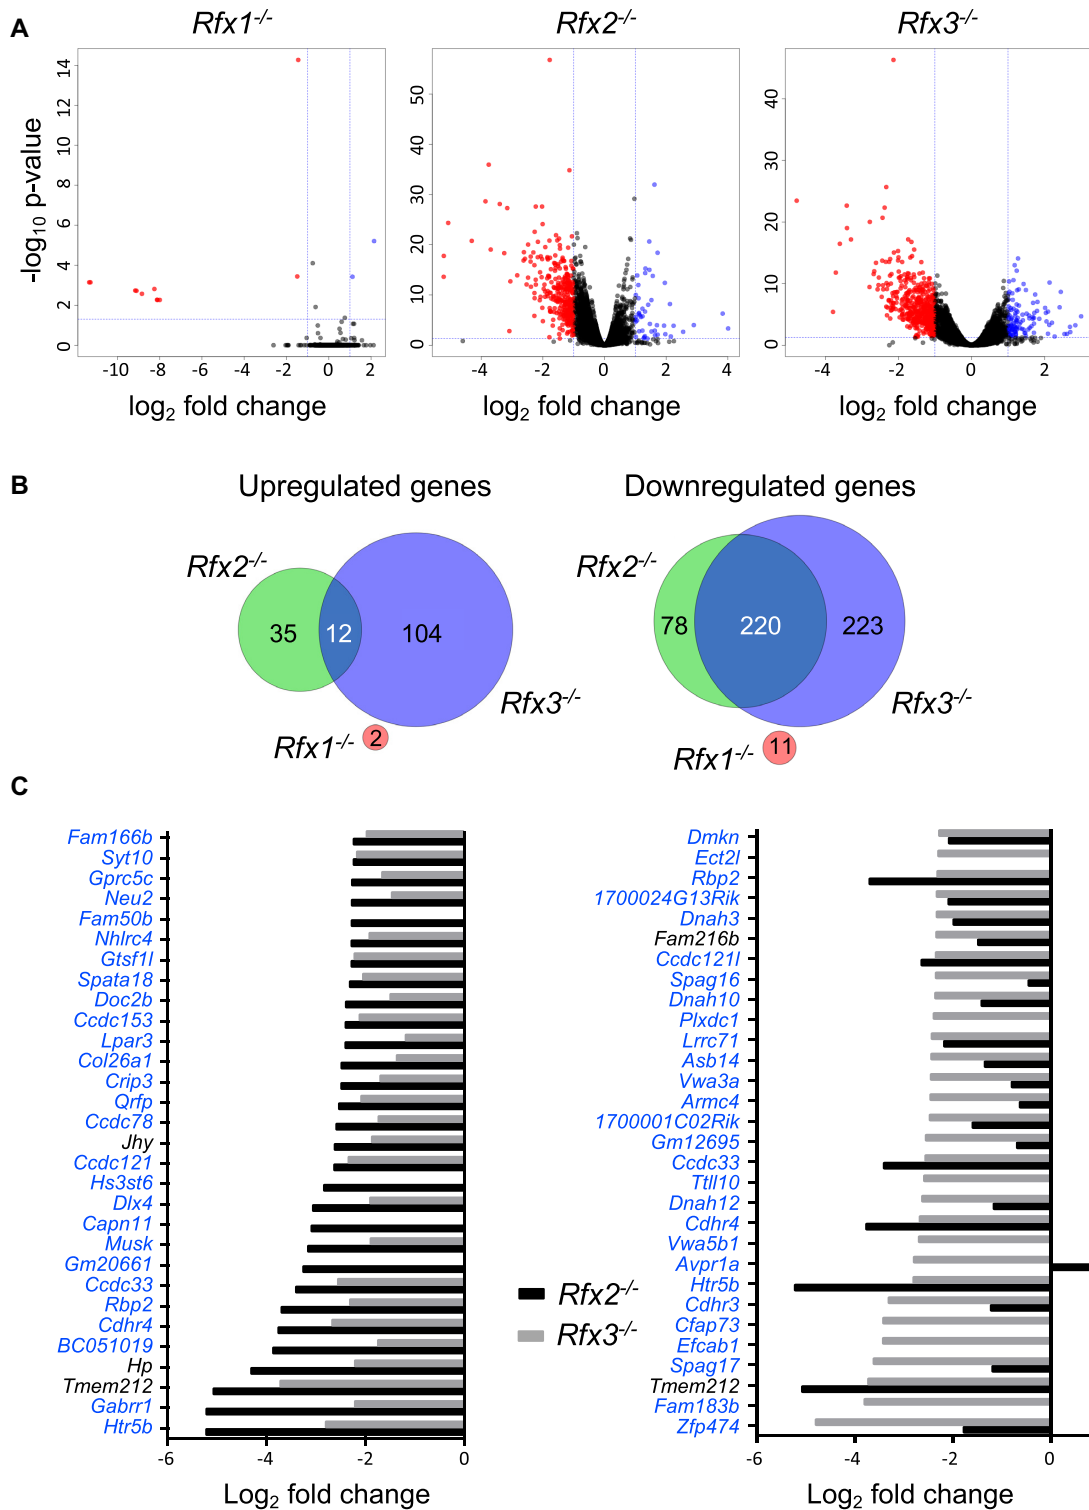 A
Rfx1-/-
Rfx2-/-
Rfx3-/-
-log10 p-value
14
12
10
8
6
4
2
0
-10 -8 -6 -4 -2 0 2
log2 fold change
50
40
30
20
10
0
-4 -2 0 2 4
log2 fold change
40
30
20
10
0
-4 -2 0 2
log2 fold change
B
Upregulated genes
Rfx2-/-
35
12
104
Rfx3-/-
Rfx1-/-
2
Downregulated genes
Rfx2-/-
78
220
223
Rfx3-/-
Rfx1-/-
11
C
Fam166b
Syt10
Gprc5c
Neu2
Fam50b
Nhlrc4
Gtsf1l
Spata18
Doc2b
Ccdc153
Lpar3
Col26a1
Crip3
Qrfp
Ccdc78
Jhy
Ccdc121
Hs3st6
Dlx4
Capn11
Musk
Gm20661
Ccdc33
Rbp2
Cdhr4
BC051019
Hp
Tmem212
Gabrr1
Htr5b
-6 -4 -2 0
Log2 fold change
Rfx2-/-
Rfx3-/-
Dmkn
Ect2l
Rbp2
1700024G13Rik
Dnah3
Fam216b
Ccdc121l
Spag16
Dnah10
Plxdc1
Lrrc71
Asb14
Vwa3a
Armc4
1700001C02Rik
Gm12695
Ccdc33
Ttll10
Dnah12
Cdhr4
Vwa5b1
Avpr1a
Htr5b
Cdhr3
Cfap73
Efcab1
Spag17
Tmem212
Fam183b
Zfp474
-6 -4 -2 0
Log2 fold change